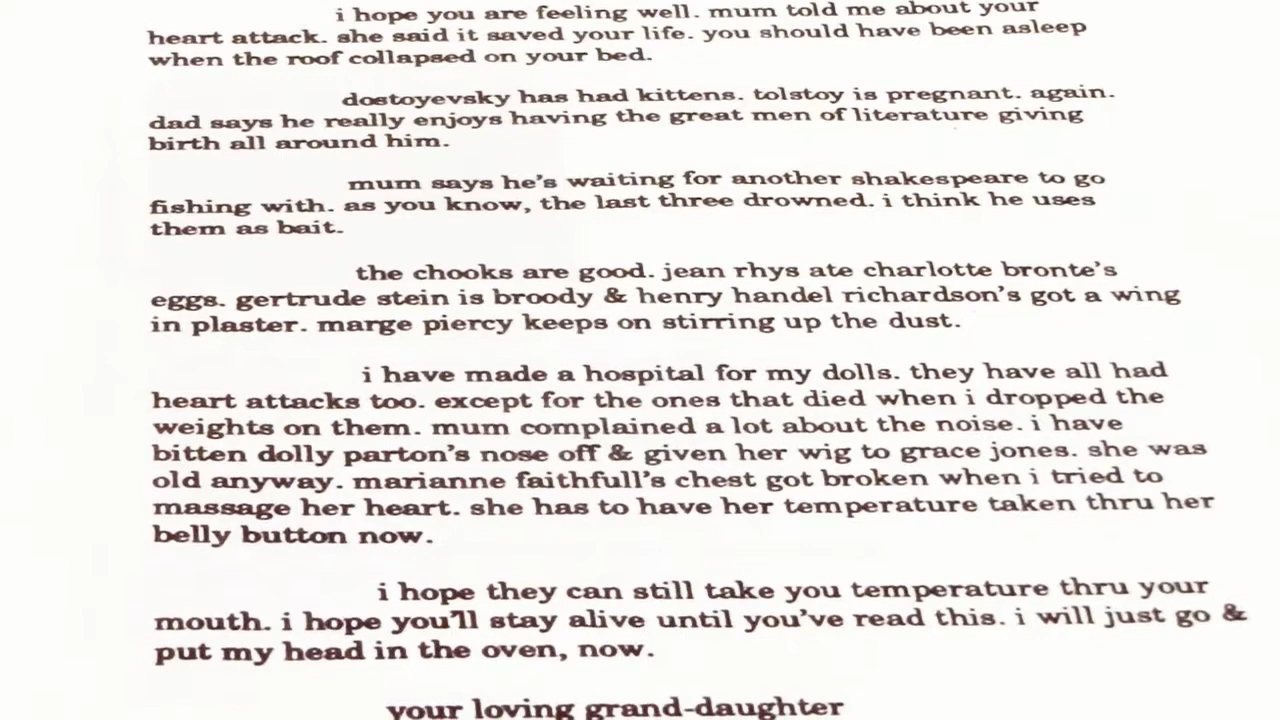 i hope you are feeling well. mum told me about your
heart attack. she said it saved your life. you should have been asleep
when the roof collapsed on your bed.
dostoyevsky has had kittens. tolstoy is pregnant. again.
dad says he really enjoys having the great men of literature giving
birth all around him.
mum says he's waiting for another shakespeare to go
fishing with. as you know, the last three drowned. i think he uses
them as bait.
the chooks are good. jean rhys ate charlotte bronte's
eggs. gertrude stein is broody & henry handel richardson's got a wing
in plaster. marge piercy keeps on stirring up the dust.
i have made a hospital for my dolls. they have all had
heart attacks too. except for the ones that died when i dropped the
weights on them. mum complained a lot about the noise. i have
bitten dolly parton's nose off & given her wig to grace jones. she was
old anyway. marianne faithfull's chest got broken when i tried to
massage her heart. she has to have her temperature taken thru her
belly button now.
i hope they can still take you temperature thru your
mouth. i hope you'll stay alive until you've read this. i will just go &
put my head in the oven, now.
your loving grand-daughter